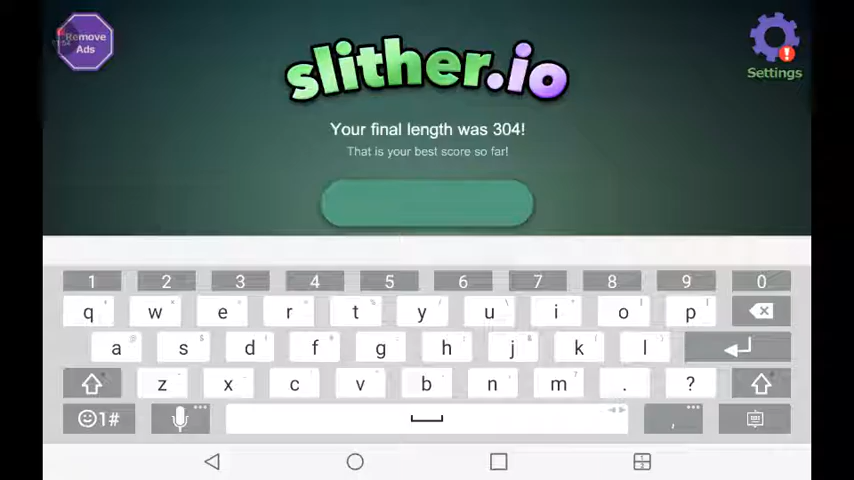 Remove
Ads
slither.io
Settings
Your final length was 304!
That is your best score so far!
1 2 3 4 5 6 7 8 9 0
q w e r t y u i o p
a s d f g h j k l
z x c v b n m . ?
1# ,